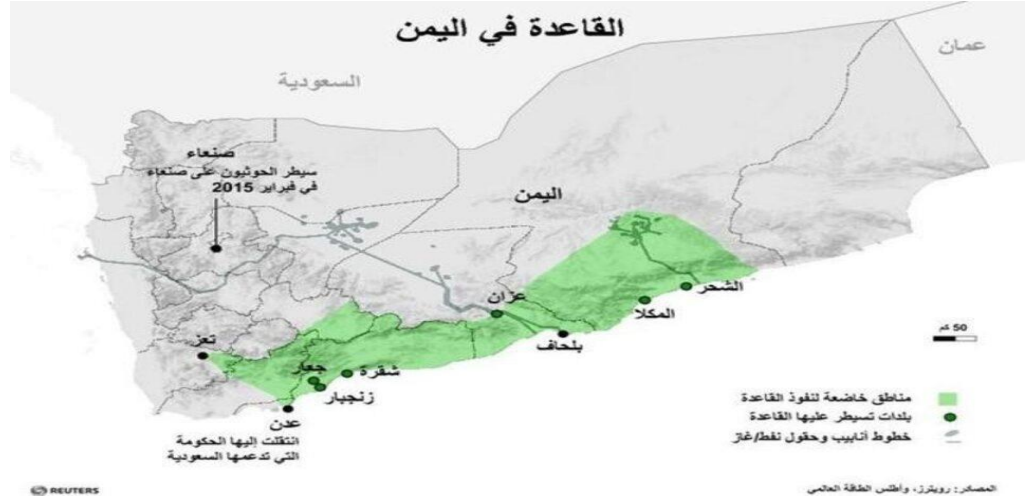 القاعدة في اليمن
عمان
السعودية
صنعاء
سيطر الحوثيون على صنعاء
في فبراير 2015
اليمن
الشحر
المكلا
عزان
بلحاف
تعز
جعار
شقرة
زنجبار
عدن
انتقلت إليها الحكومة
التي تدعمها السعودية
50 كم
مناطق خاضعة لنفوذ القاعدة
بلدات تسيطر عليها القاعدة
خطوط أنابيب وحقول نفط/غاز
المصادر: رويترز، وأطلس الطاقة العالمي
REUTERS